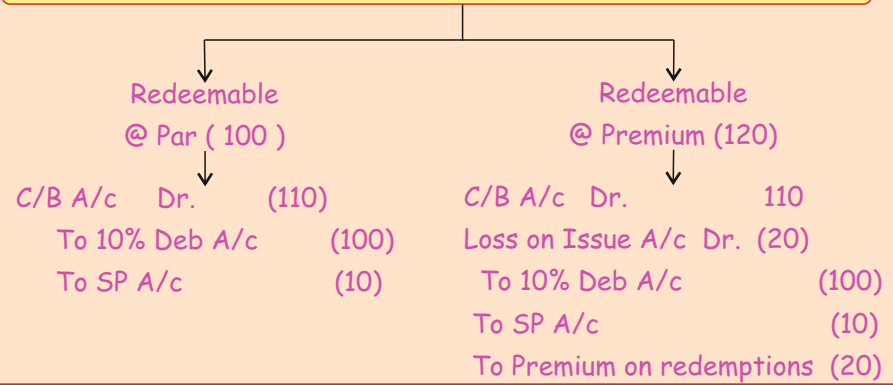 Redeemable
@ Par ( 100 )
C/B A/c Dr. (110)
To 10% Deb A/c (100)
To SP A/c (10)
Redeemable
@ Premium (120)
C/B A/c Dr. 110
Loss on Issue A/c Dr. (20)
To 10% Deb A/c (100)
To SP A/c (10)
To Premium on redemptions (20)